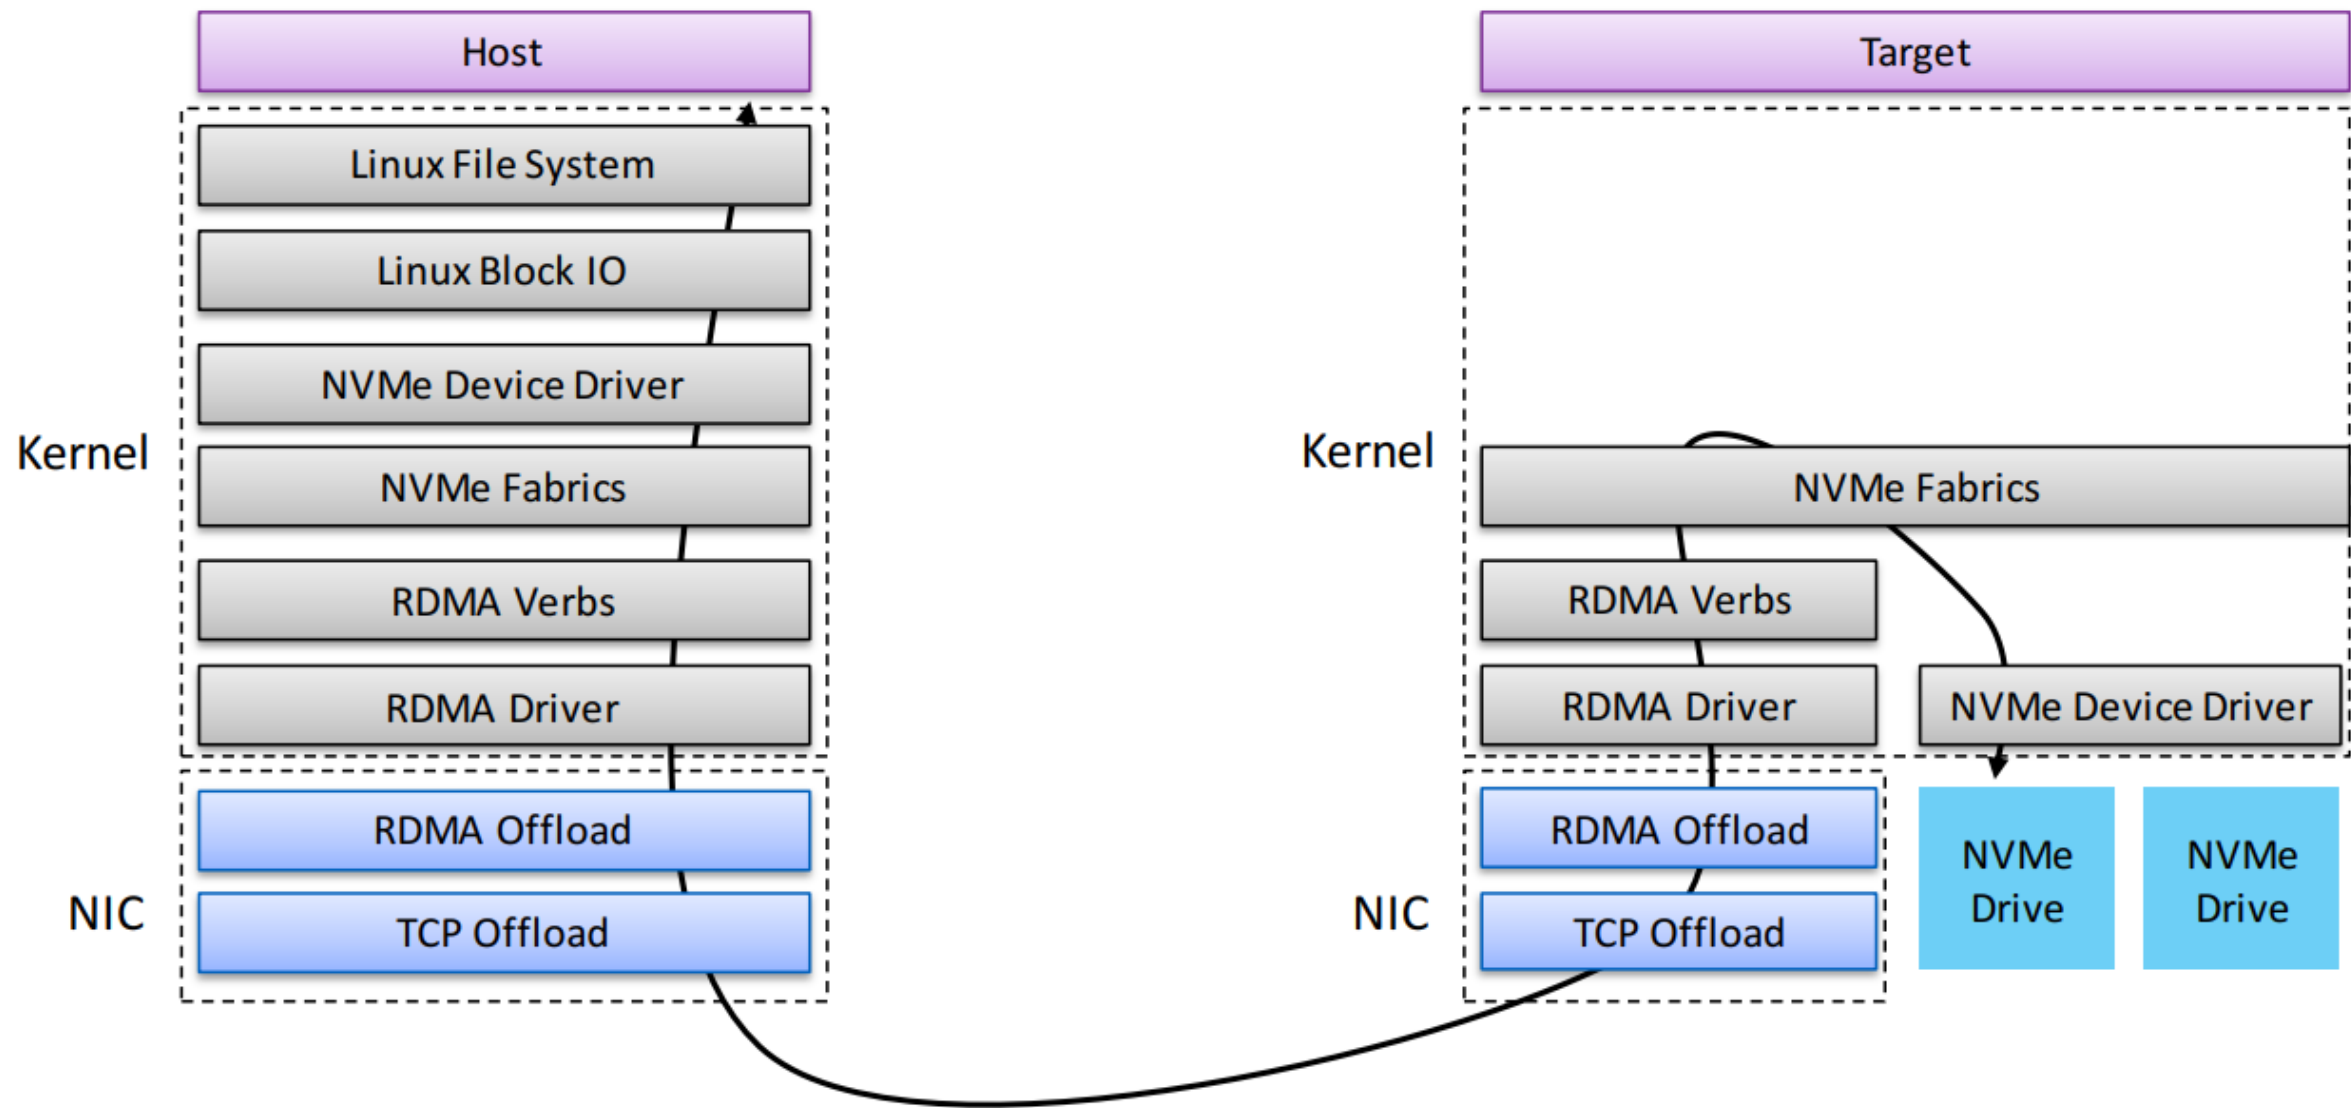 Host
Linux File System
Linux Block IO
NVMe Device Driver
Kernel
NVMe Fabrics
RDMA Verbs
RDMA Driver
RDMA Offload
NIC
TCP Offload
Target
Kernel
NVMe Fabrics
RDMA Verbs
RDMA Driver
NVMe Device Driver
RDMA Offload
NIC
TCP Offload
NVMe
Drive
NVMe
Drive